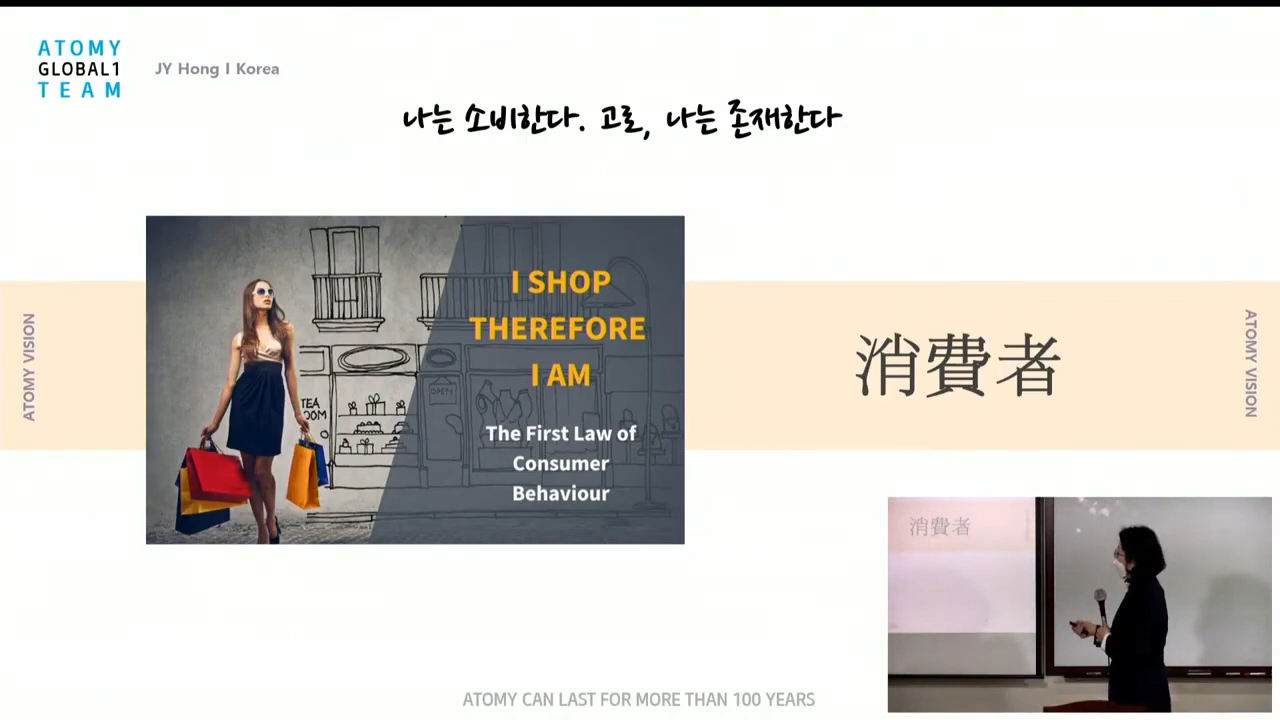 ATOMY
GLOBAL1
TEAM
JY Hong I Korea
나는 소비한다. 고로, 나는 존재한다
ATOMY VISION
I SHOP
THEREFORE
I AM
The First Law of
Consumer
Behaviour
TEA
OOM
OPEN
消費者
ATOMY VISION
消費者
ATOMY CAN LAST FOR MORE THAN 100 YEARS